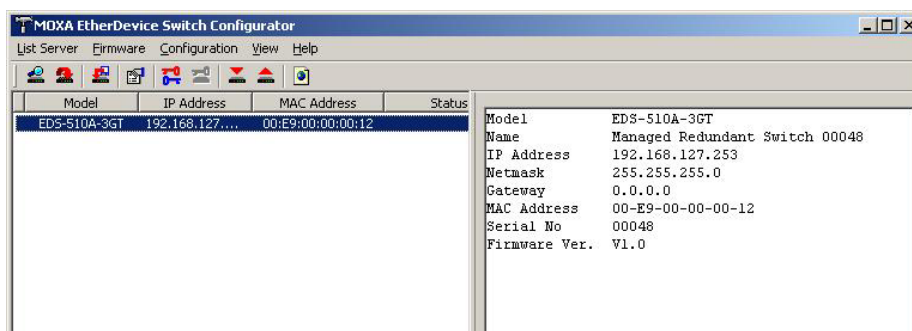 MOXA EtherDevice Switch Configurator
List Server Firmware Configuration View Help
Model IP Address MAC Address Status
EDS-510A-3GT 192.168.127.... 00:E9:00:00:00:12
Model EDS-510A-3GT
Name Managed Redundant Switch 00048
IP Address 192.168.127.253
Netmask 255.255.255.0
Gateway 0.0.0.0
MAC Address 00-E9-00-00-00-12
Serial No 00048
Firmware Ver. V1.0